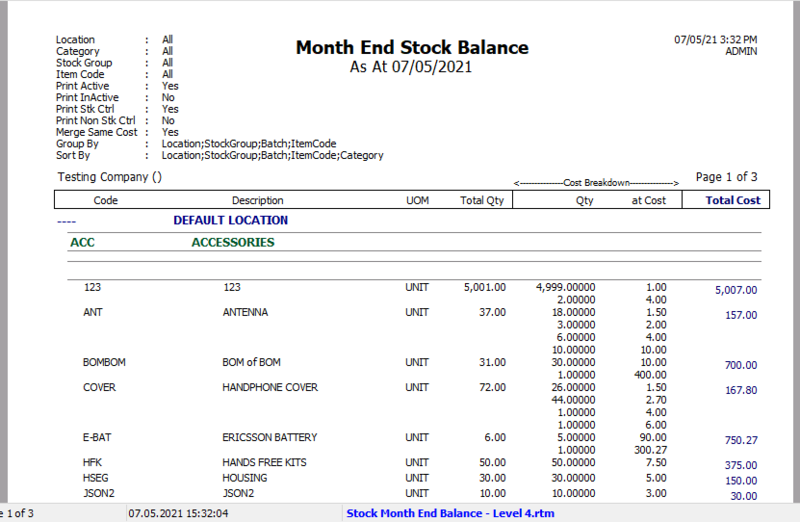 Location : All
Category : All
Stock Group : All
Item Code : All
Print Active : Yes
Print InActive : No
Print Stk Ctrl : Yes
Print Non Stk Ctrl : No
Merge Same Cost : Yes
Group By : Location;StockGroup;Batch;ItemCode
Sort By : Location;StockGroup;Batch;ItemCode;Category
Month End Stock Balance
As At 07/05/2021
07/05/21 3:32 PM
ADMIN
Testing Company ()
Page 1 of 3
<---------------Cost Breakdown--------------->
Code Description UOM Total Qty Qty at Cost Total Cost
---- DEFAULT LOCATION
ACC ACCESSORIES
123 123 UNIT 5,001.00 4,999.00000 1.00 5,007.00
2.00000 4.00
ANT ANTENNA UNIT 37.00 18.00000 1.50 157.00
3.00000 2.00
6.00000 4.00
10.00000 10.00
BOMBOM BOM of BOM UNIT 31.00 30.00000 10.00 700.00
1.00000 400.00
COVER HANDPHONE COVER UNIT 72.00 26.00000 1.50 167.80
44.00000 2.70
1.00000 4.00
1.00000 6.00
E-BAT ERICSSON BATTERY UNIT 6.00 5.00000 90.00 750.27
1.00000 300.27
HFK HANDS FREE KITS UNIT 50.00 50.00000 7.50 375.00
HSEG HOUSING UNIT 30.00 30.00000 5.00 150.00
JSON2 JSON2 UNIT 10.00 10.00000 3.00 30.00
e 1 of 3 07.05.2021 15:32:04 Stock Month End Balance - Level 4.rtm